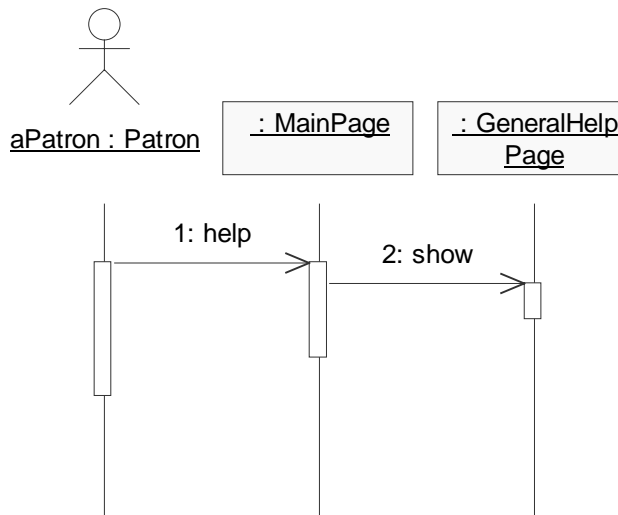 aPatron : Patron
: MainPage
: GeneralHelp
Page
1: help
2: show